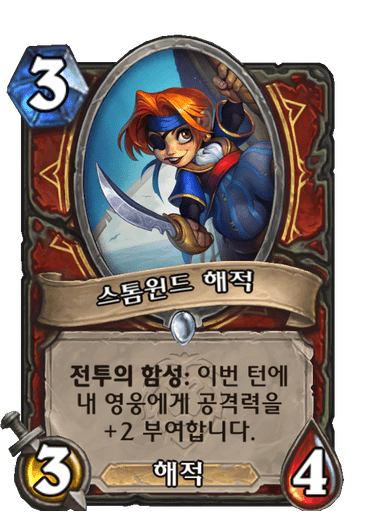 3
스톰윈드 해적
전투의 함성: 이번 턴에
내 영웅에게 공격력을
+2 부여합니다.
3
해적
4